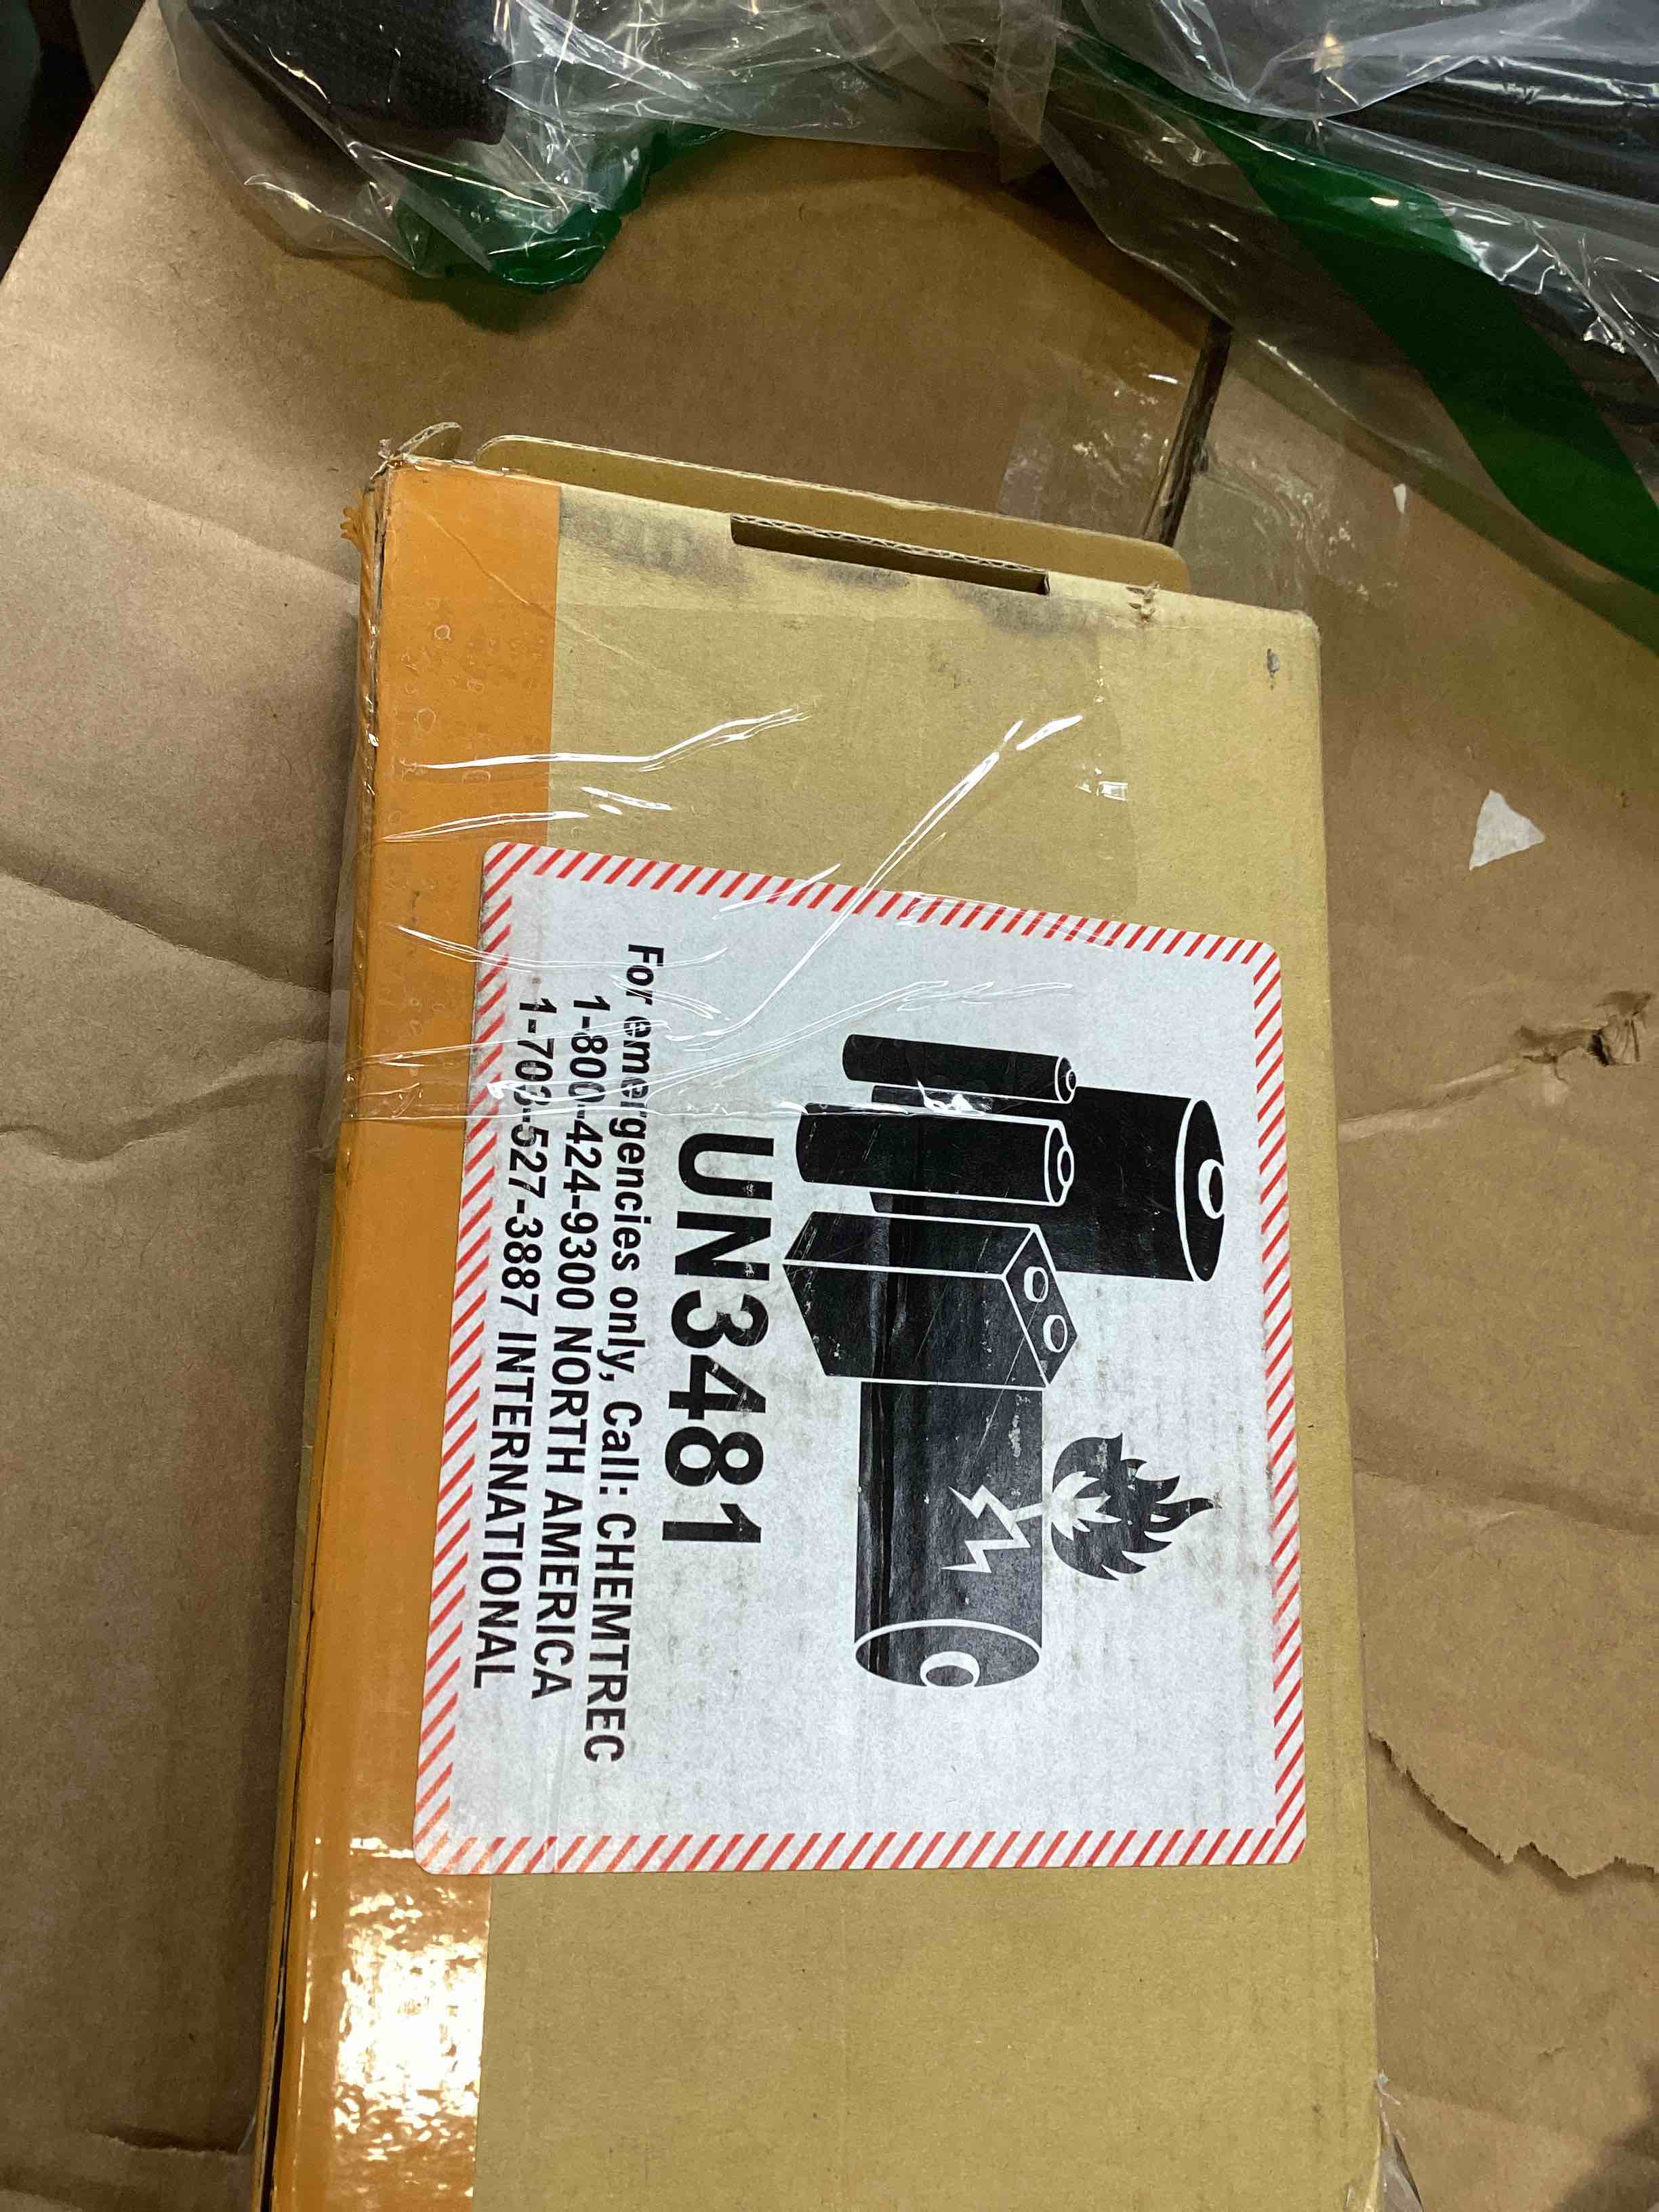 UN3481
For emergencies only, Call: CHEMTREC
1-800-424-9300 NORTH AMERICA
1-703-527-3887 INTERNATIONAL